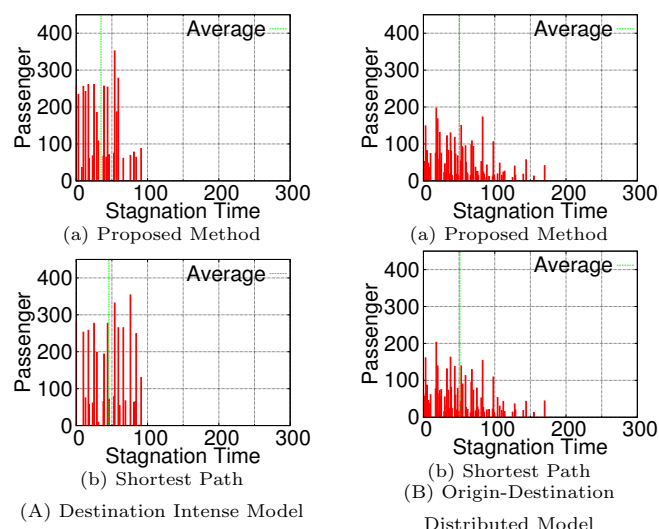 Average
Passenger
400
300
200
100
0
0 100 200 300
Stagnation Time
(a) Proposed Method
Average
Passenger
400
300
200
100
0
0 100 200 300
Stagnation Time
(b) Shortest Path
(A) Destination Intense Model
Average
Passenger
400
300
200
100
0
0 100 200 300
Stagnation Time
(a) Proposed Method
Average
Passenger
400
300
200
100
0
0 100 200 300
Stagnation Time
(b) Shortest Path
(B) Origin-Destination
Distributed Model